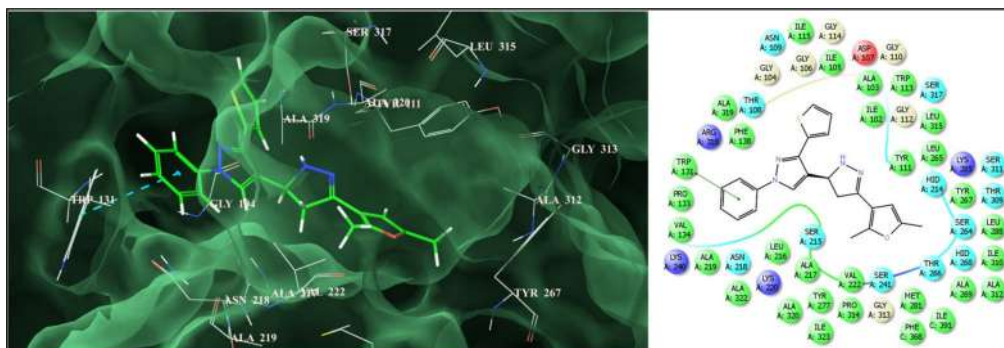 SER 317
LEU 315
ALA 319
GLY 313
TRP 131
ALA 312
ASN 218
VAL 222
TYR 267
ALA 219
ILE
A: 115
GLY
A: 114
ASN
A: 109
ASP
A: 107
GLY
A: 110
GLY
A: 106
ILE
A: 105
GLY
A: 104
ALA
A: 103
TRP
A: 113
SER
A: 317
ALA
A: 319
THR
A: 108
ILE
A: 102
GLY
A: 112
LEU
A: 315
ARG
PHE
A: 138
TRP
A: 131
TYR
A: 111
LEU
A: 265
LYS
SER
A: 311
HID
A: 214
PRO
A: 133
TYR
A: 267
THR
A: 309
VAL
A: 134
SER
A: 215
SER
A: 264
LEU
LYS
A: 240
ALA
A: 219
ASN
A: 218
LEU
A: 216
ALA
A: 217
VAL
A: 222
SER
A: 241
THR
A: 266
HID
A: 268
ILE
A: 310
ALA
A: 322
LYS
ALA
A: 269
ALA
A: 312
ALA
A: 320
TYR
A: 277
PRO
A: 314
GLY
A: 313
MET
A: 281
ILE
A: 323
PHE
C: 368
ILE
C: 391
S
N
N
H
N
N
O